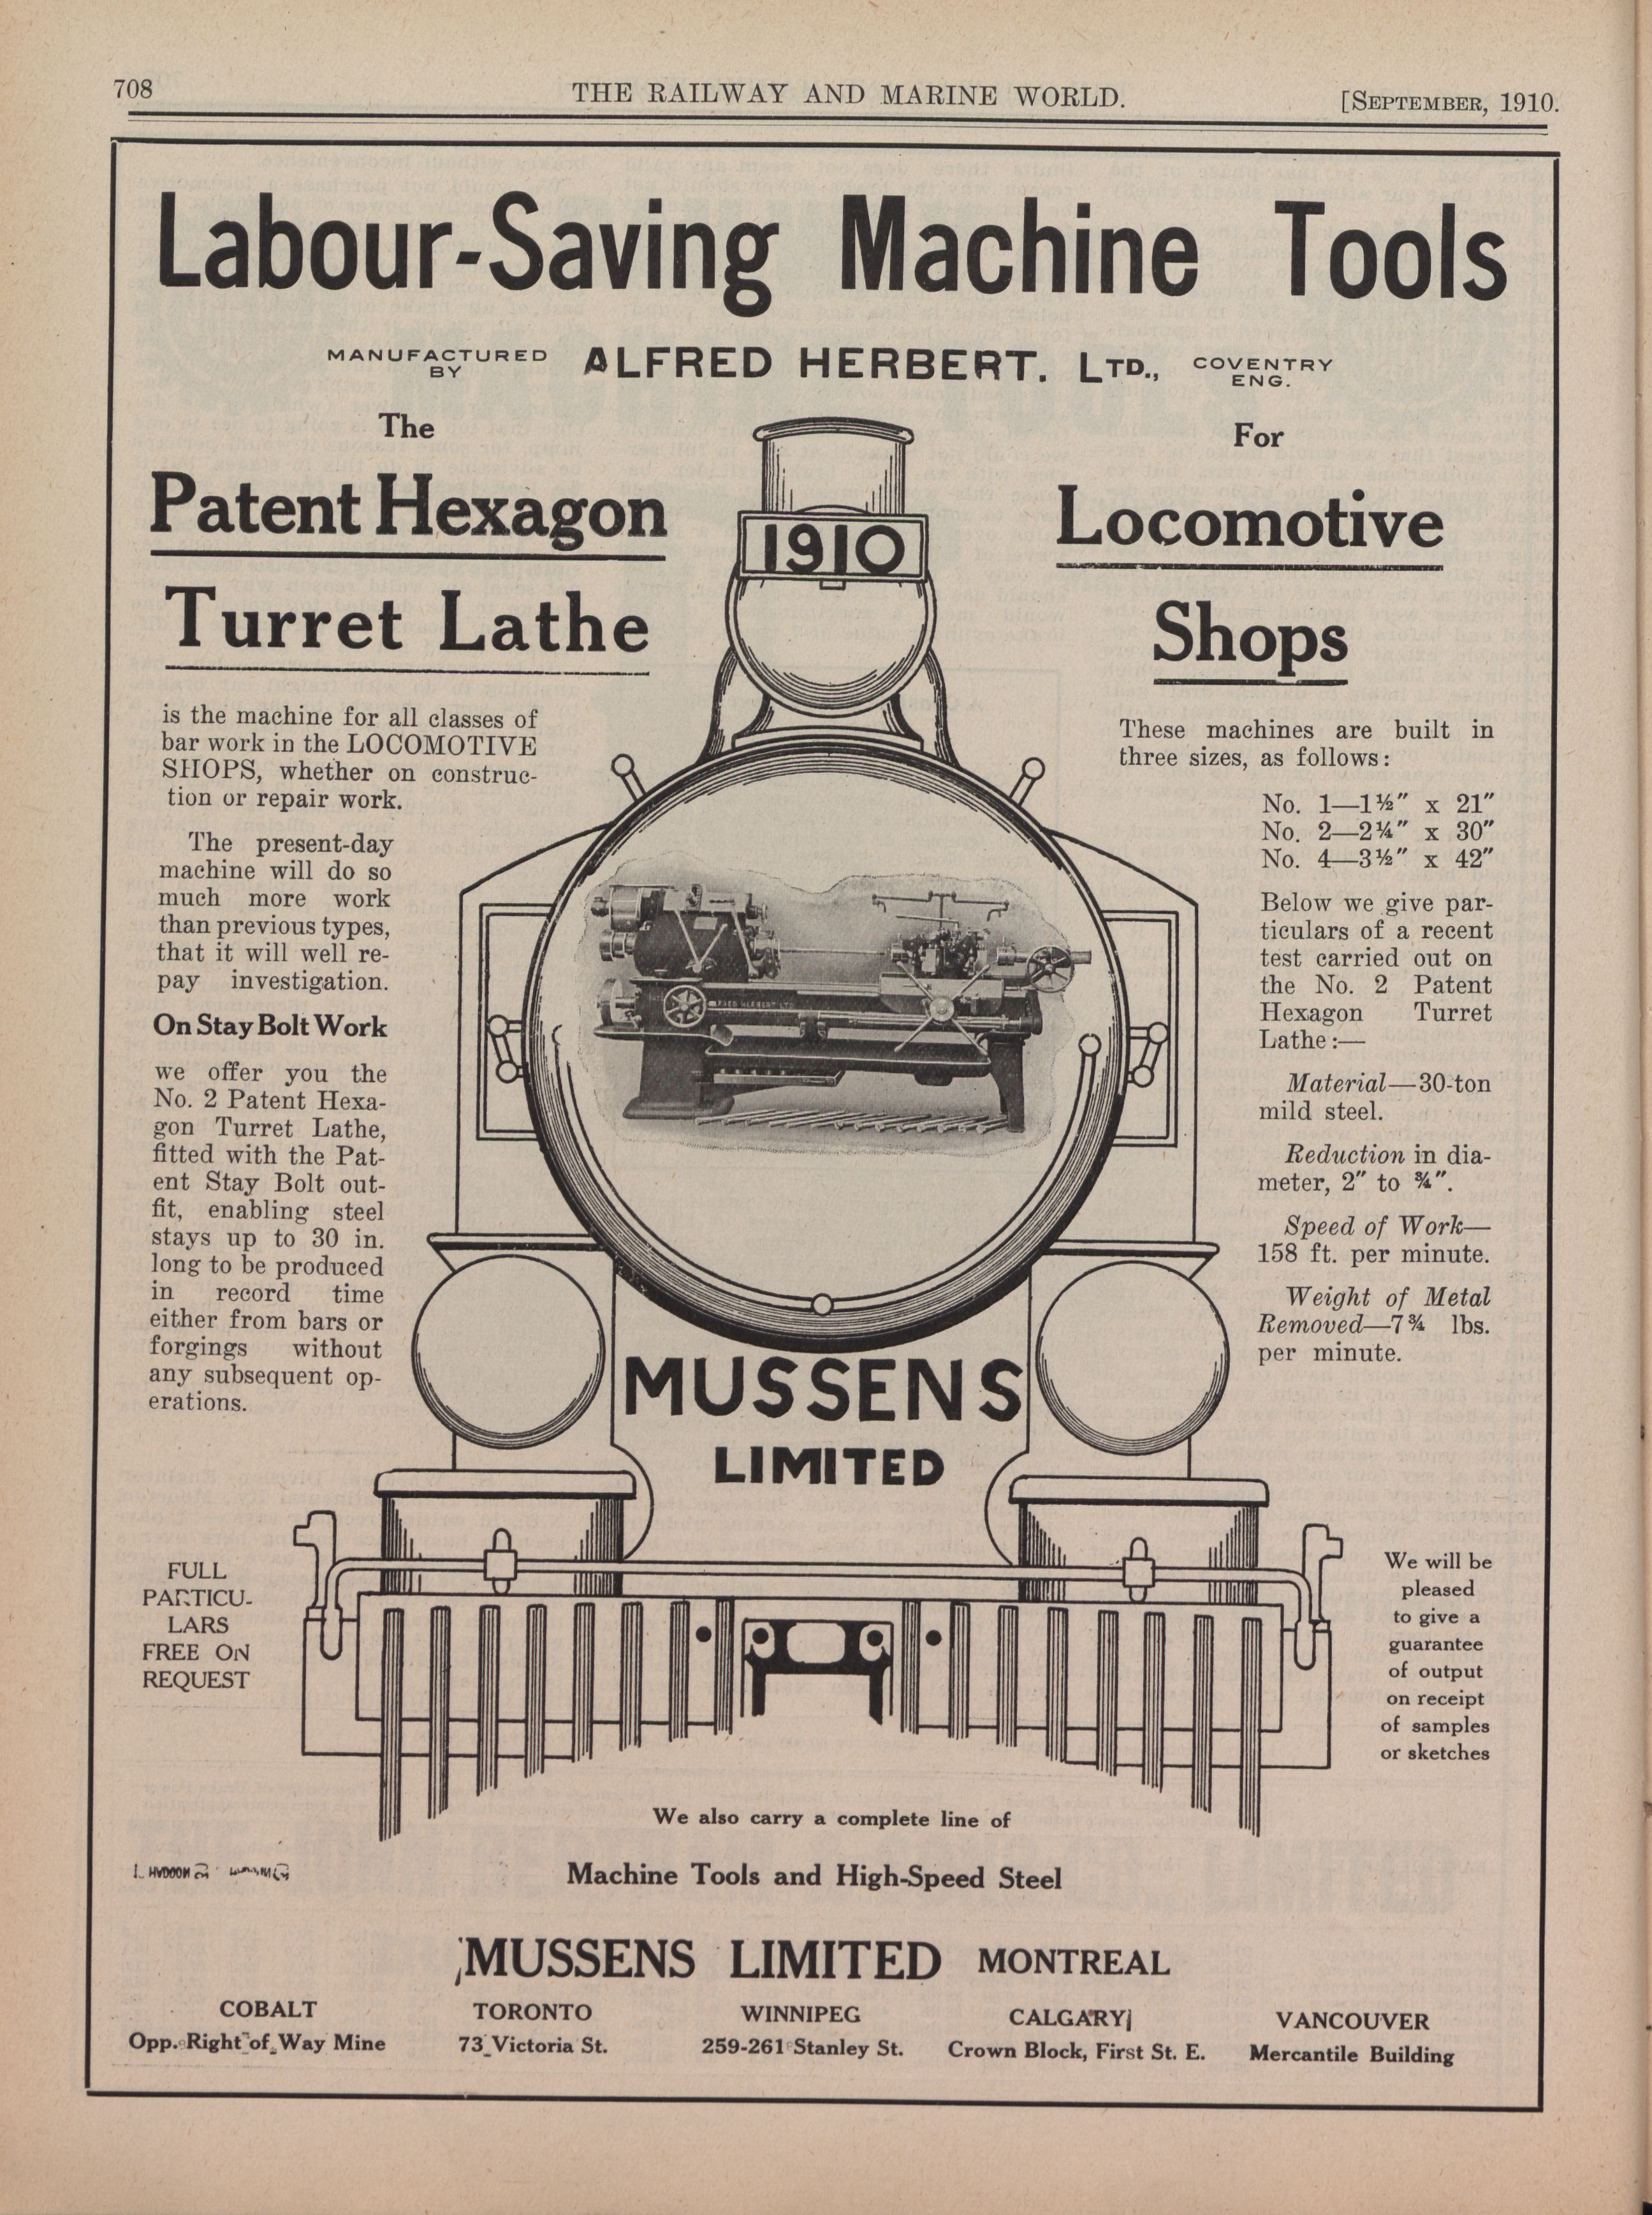 708
THE RAILWAY AND MARINE WORLD.
[SEPTEMBER, 1910.
Labour-Saving Machine Tools
MANUFACTURED
BY
ALFRED HERBERT. LTD.,
COVENTRY
ENG.
The
Patent Hexagon
Turret Lathe
is the machine for all classes of
bar work in the LOCOMOTIVE
SHOPS, whether on construc-
tion or repair work.
The present-day
machine will do so
much more work
than previous types,
that it will well re-
pay investigation.
On Stay Bolt Work
we offer you the
No. 2 Patent Hexa-
gon Turret Lathe,
fitted with the Pat-
ent Stay Bolt out-
fit, enabling steel
stays up to 30 in.
long to be produced
in record time
either from bars or
forgings without
any subsequent op-
erations.
1910
For
Locomotive
Shops
These machines are built in
three sizes, as follows:
No. 1—1½″ x 21″
No. 2—2¼″ x 30″
No. 4—3½″ x 42″
Below we give par-
ticulars of a recent
test carried out on
the No. 2 Patent
Hexagon Turret
Lathe:—
Material—30-ton
mild steel.
Reduction in dia-
meter, 2″ to ¾″.
Speed of Work—
158 ft. per minute.
Weight of Metal
Removed—7¾ lbs.
per minute.
ALFRED HERBERT LTD
MUSSENS
LIMITED
FULL
PARTICU-
LARS
FREE ON
REQUEST
We will be
pleased
to give a
guarantee
of output
on receipt
of samples
or sketches
We also carry a complete line of
Machine Tools and High-Speed Steel
MUSSENS LIMITED MONTREAL
COBALT
Opp. Right of Way Mine
TORONTO
73 Victoria St.
WINNIPEG
259-261 Stanley St.
CALGARY
Crown Block, First St. E.
VANCOUVER
Mercantile Building